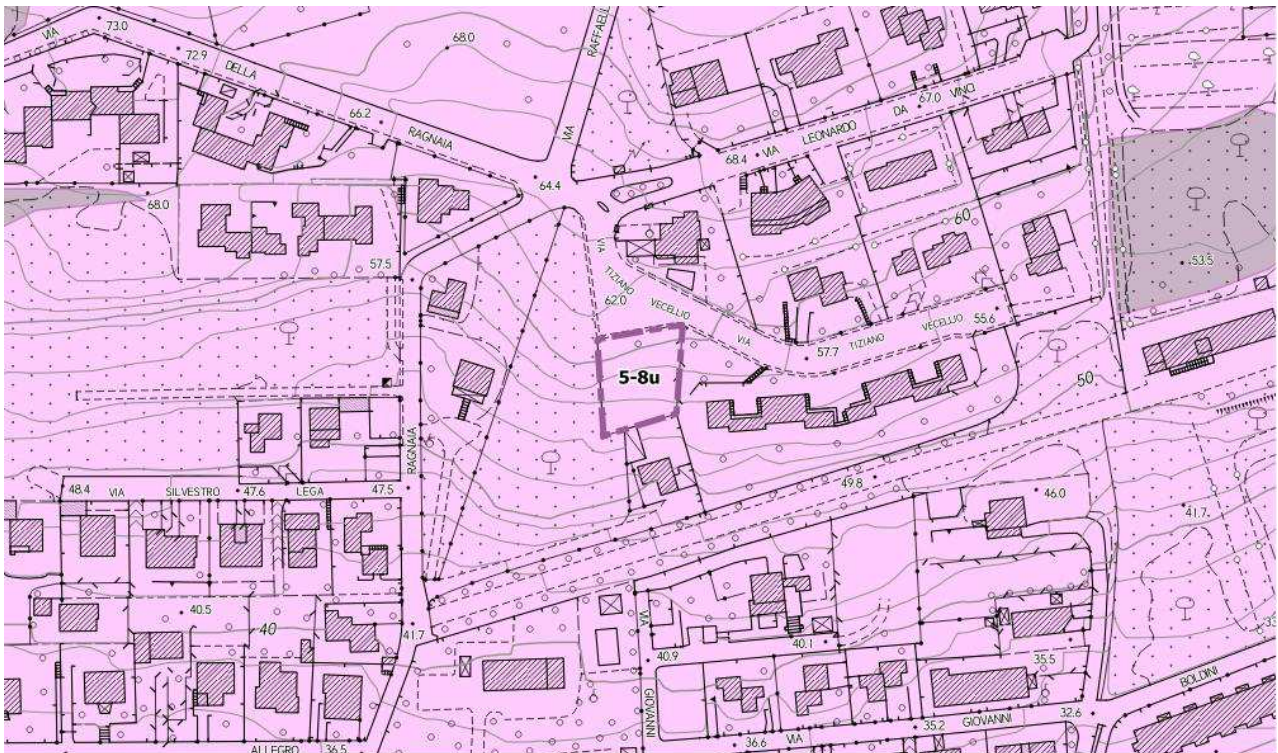 VIA
73.0
72.9
DELLA
68.0
RAFFAELL
66.2
RAGNAIA
VIA
67.0
DA VINCI
LEONARDO
VIA
68.4
64.4
68.0
60
57.5
VIA
TIZIANO
62.0
VECELLIO
VIA
57.7
TIZIANO
VECELLIO
55.6
53.5
5-8u
50
RAGNAIA
48.4
VIA
SILVESTRO
47.6
LEGA
47.5
49.8
46.0
41.7
40.5
40
41.7
VIA
40.9
40.1
35.5
BOLDINI
GIOVANNI
32.6
35.2
GIOVANNI
VIA
36.6
ALLEGRO
36.5